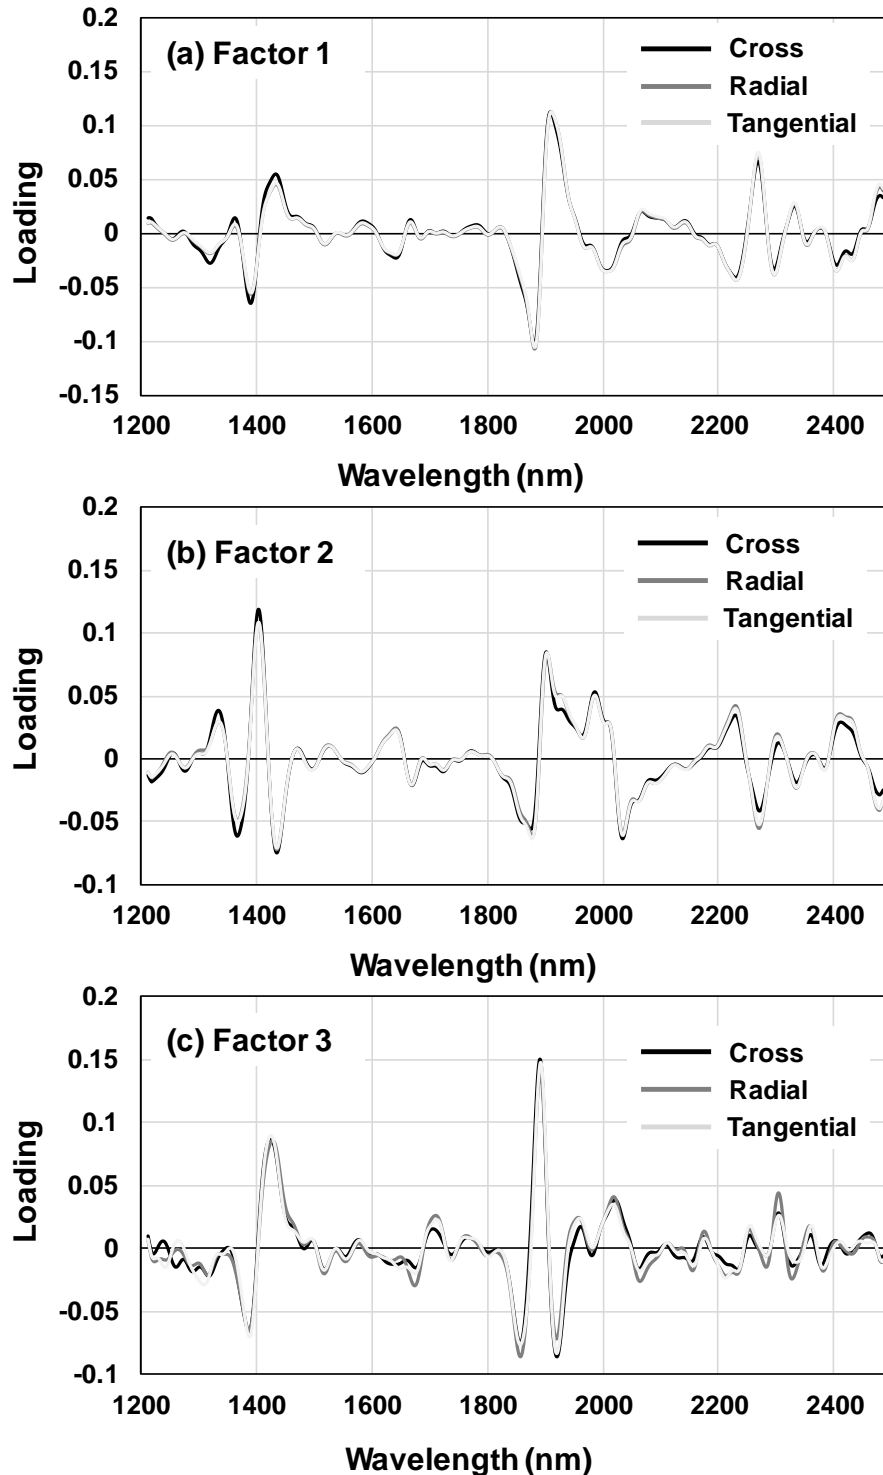 0.2
(a) Factor 1
Cross
0.15
Radial
0.1
Tangential
0.05
0
-0.05
-0.1
-0.15
Loading
1200 1400 1600 1800 2000 2200 2400
Wavelength (nm)
0.2
(b) Factor 2
Cross
0.15
Radial
0.1
Tangential
0.05
0
-0.05
-0.1
Loading
1200 1400 1600 1800 2000 2200 2400
Wavelength (nm)
0.2
(c) Factor 3
Cross
0.15
Radial
0.1
Tangential
0.05
0
-0.05
-0.1
Loading
1200 1400 1600 1800 2000 2200 2400
Wavelength (nm)